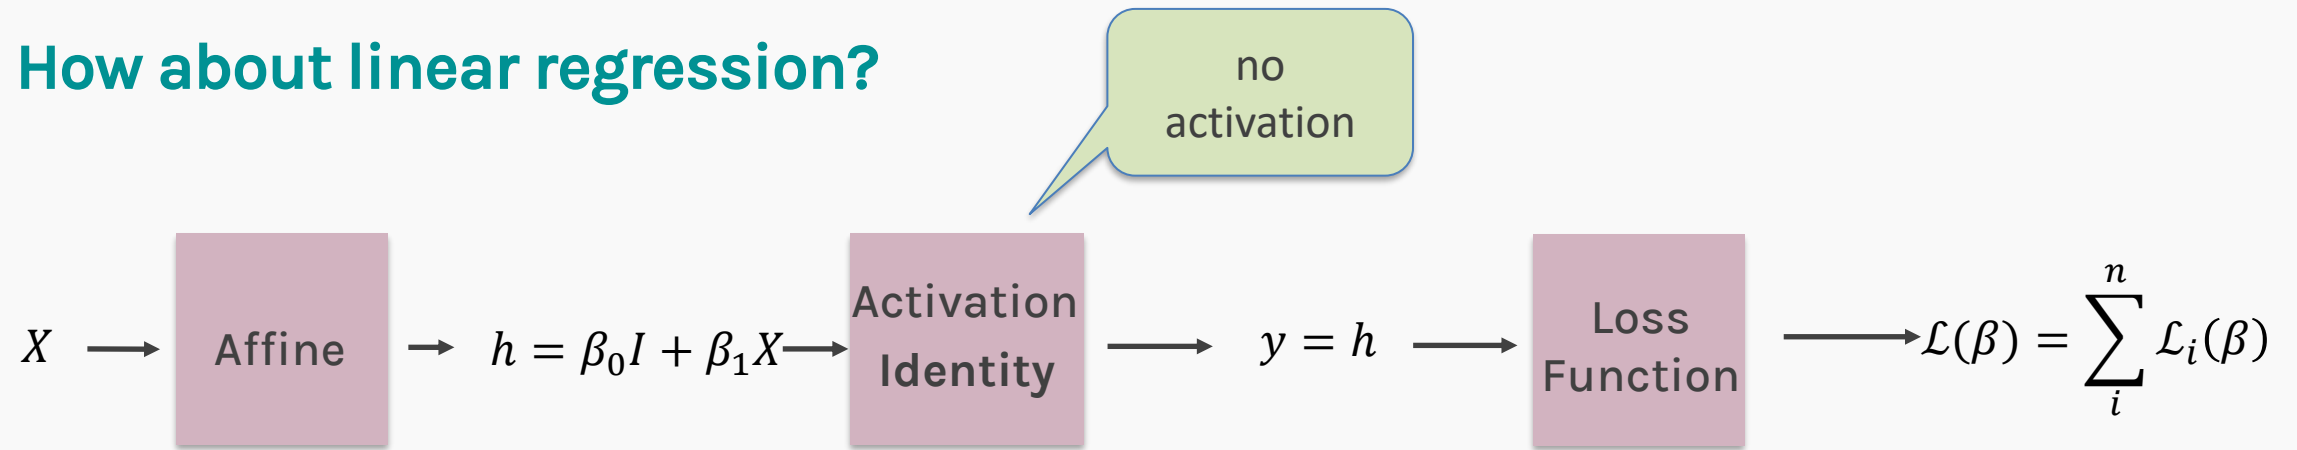 How about linear regression?
no
activation
X
Affine
h = β₀I + β₁X
Activation
Identity
y = h
Loss
Function
ℒ(β) = ∑ᵢⁿ ℒᵢ(β)